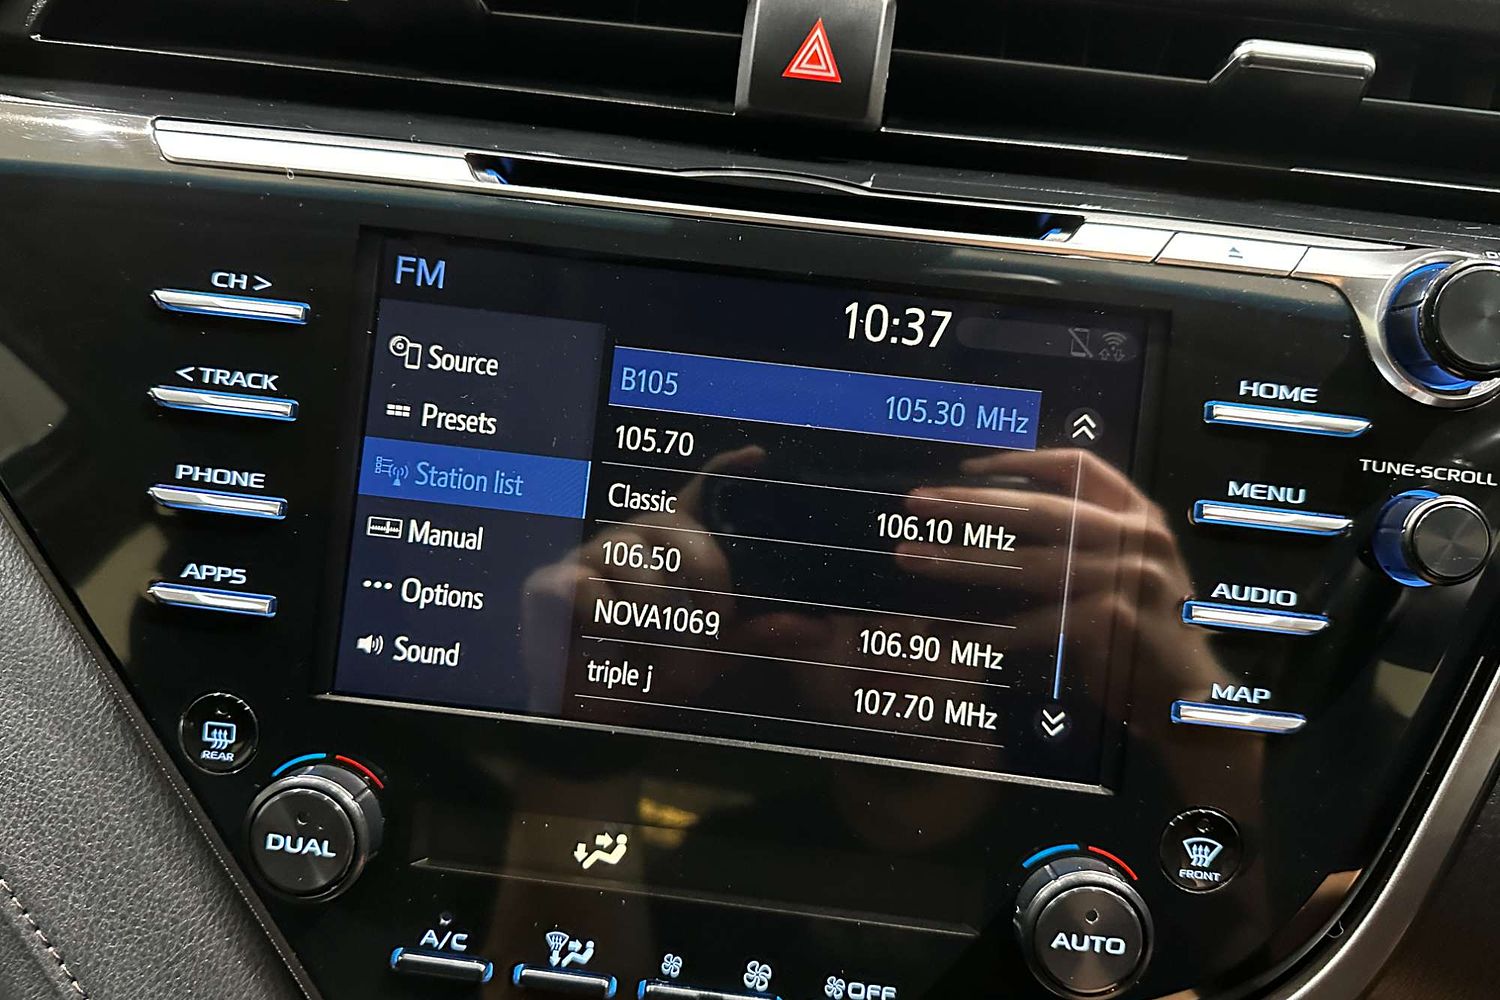 FM
10:37
Source
Presets
Station list
Manual
Options
Sound
B105 105.30 MHz
105.70
Classic 106.10 MHz
106.50
NOVA1069 106.90 MHz
triple j 107.70 MHz
CH >
< TRACK
PHONE
APPS
HOME
TUNE•SCROLL
MENU
AUDIO
MAP
REAR
DUAL
FRONT
AUTO
A/C
OFF